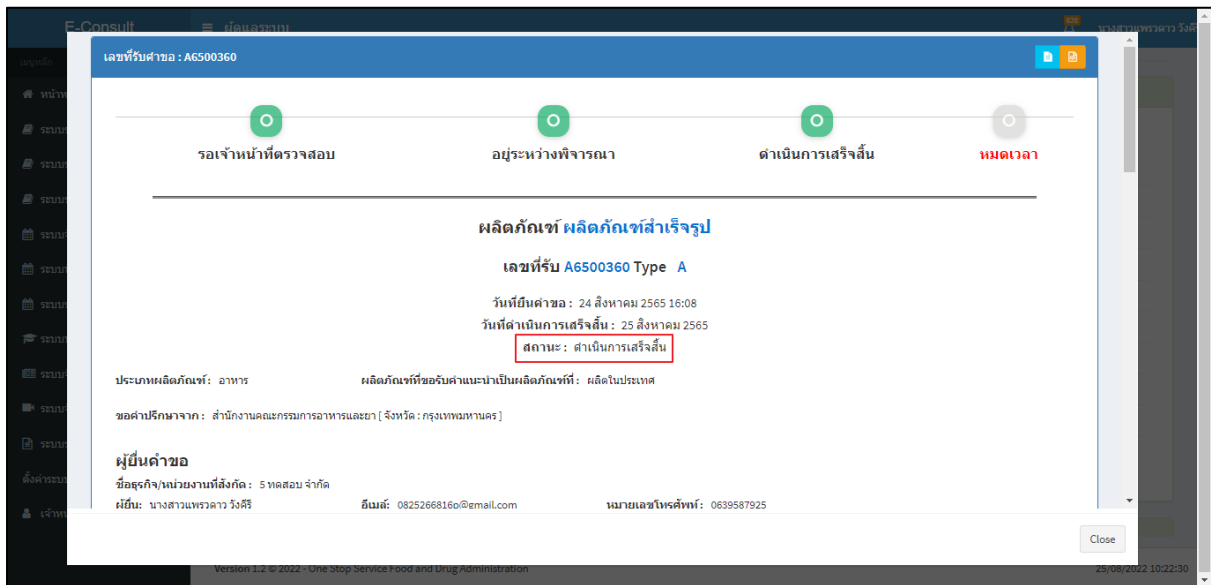 E-Consult ☰ ผู้ดูแลระบบ
เลขที่รับคำขอ : A6500360
เมนูหลัก
รอเจ้าหน้าที่ตรวจสอบ อยู่ระหว่างพิจารณา ดำเนินการเสร็จสิ้น หมดเวลา
ผลิตภัณฑ์ ผลิตภัณฑ์สำเร็จรูป
เลขที่รับ A6500360 Type A
วันที่ยื่นคำขอ : 24 สิงหาคม 2565 16:08
วันที่ดำเนินการเสร็จสิ้น : 25 สิงหาคม 2565
สถานะ : ดำเนินการเสร็จสิ้น
ประเภทผลิตภัณฑ์ : อาหาร ผลิตภัณฑ์ที่ขอรับคำแนะนำเป็นผลิตภัณฑ์ที่ : ผลิตในประเทศ
ขอคำปรึกษาจาก : สำนักงานคณะกรรมการอาหารและยา [ จังหวัด : กรุงเทพมหานคร ]
ผู้ยื่นคำขอ
ชื่อธุรกิจ/หน่วยงานที่สังกัด : 5 ทดสอบ จำกัด
ผู้ยื่น: นางสาวแพรวดาว วังคีรี อีเมล์: 0825266816p@gmail.com หมายเลขโทรศัพท์ : 0639587925
Close
Version 1.2 © 2022 - One Stop Service Food and Drug Administration 25/08/2022 10:22:30